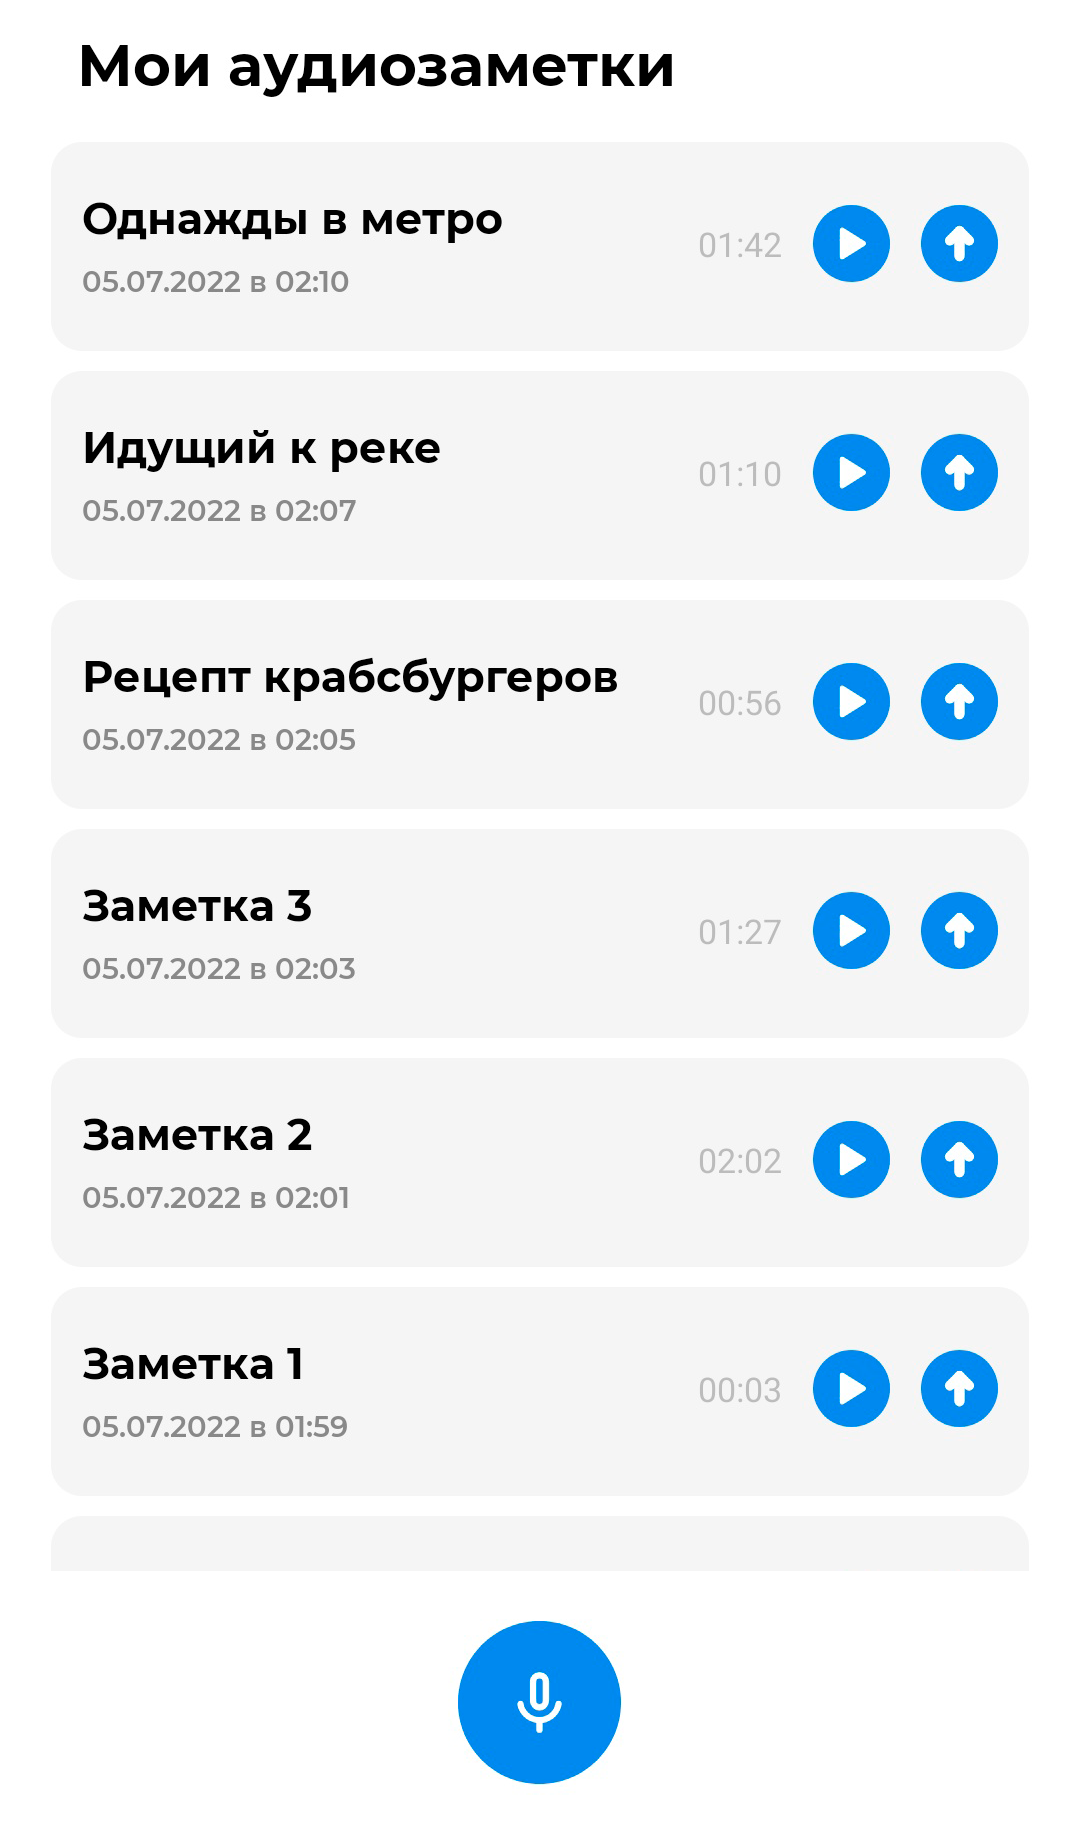 Мои аудиозаметки
Однажды в метро
01:42
05.07.2022 в 02:10
Идущий к реке
01:10
05.07.2022 в 02:07
Рецепт крабсбургеров
00:56
05.07.2022 в 02:05
Заметка 3
01:27
05.07.2022 в 02:03
Заметка 2
02:02
05.07.2022 в 02:01
Заметка 1
00:03
05.07.2022 в 01:59